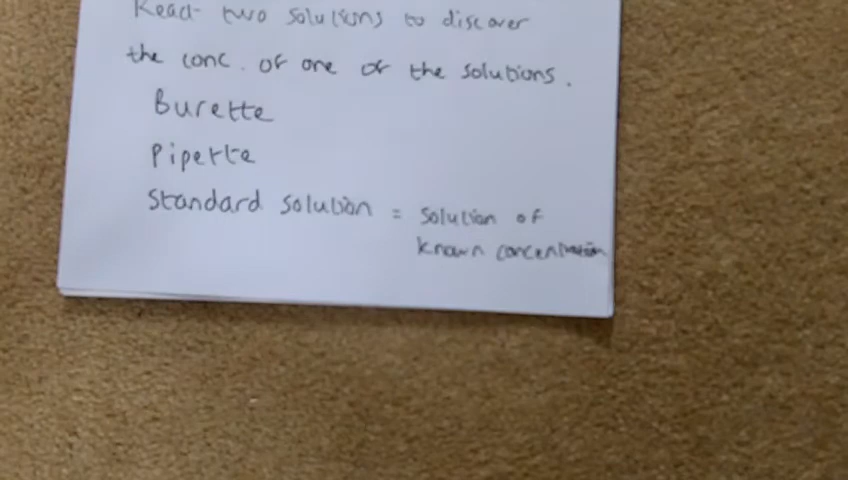 React two solutions to discover
the conc. of one of the solutions.
Burette
Pipette
Standard solution = solution of
known concentration